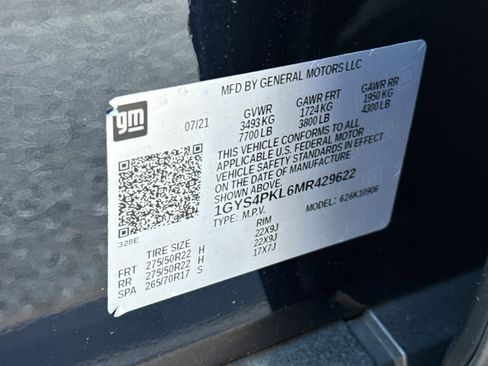 MFD BY GENERAL MOTORS LLC
gm
07/21
GVWR GAWR FRT GAWR RR
3493 KG 1724 KG 1950 KG
7700 LB 3800 LB 4300 LB
THIS VEHICLE CONFORMS TO ALL
APPLICABLE U.S. FEDERAL MOTOR
VEHICLE SAFETY STANDARDS IN EFFECT
ON THE DATE OF MANUFACTURE
SHOWN ABOVE.
1GYS4PKL6MR429622
TYPE: M.P.V. MODEL: 626K10906
328E
TIRE SIZE RIM
FRT 275/50R22 H 22X9J
RR 275/50R22 H 22X9J
SPA 265/70R17 S 17X7J